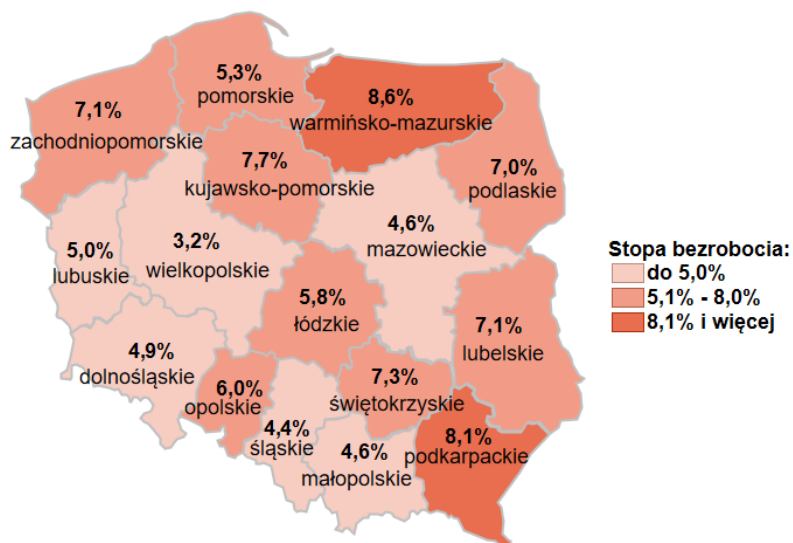 5,3%
pomorskie
8,6%
warmińsko-mazurskie
7,1%
zachodniopomorskie
7,7%
kujawsko-pomorskie
7,0%
podlaskie
4,6%
mazowieckie
3,2%
wielkopolskie
5,0%
lubuskie
Stopa bezrobocia:
do 5,0%
5,1% - 8,0%
8,1% i więcej
5,8%
łódzkie
7,1%
lubelskie
4,9%
dolnośląskie
6,0%
opolskie
7,3%
świętokrzyskie
4,4%
śląskie
4,6%
małopolskie
8,1%
podkarpackie